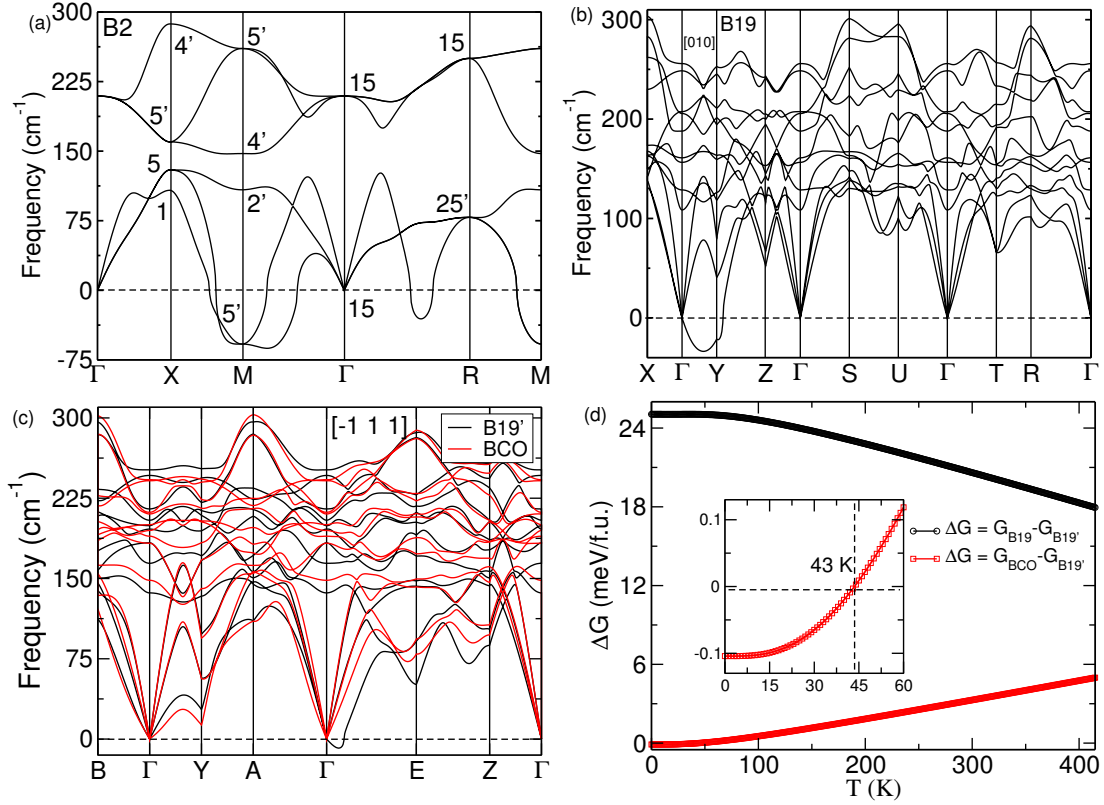 (a)
B2
Frequency (cm⁻¹)
300
225
150
75
0
-75
4'
5'
5'
15
15
5
4'
1
2'
25'
5'
15
Γ X M Γ R M
(b)
B19
[010]
Frequency (cm⁻¹)
300
200
100
0
X Γ Y Z Γ S U Γ T R Γ
(c)
[-1 1 1]
B19'
BCO
Frequency (cm⁻¹)
300
225
150
75
0
B Γ Y A Γ E Z Γ
(d)
ΔG (meV/f.u.)
24
18
12
6
0
0 100 200 300 400
T (K)
ΔG = G_B19-G_B19'
ΔG = G_BCO-G_B19'
43 K
0.1
0
-0.1
0 15 30 45 60